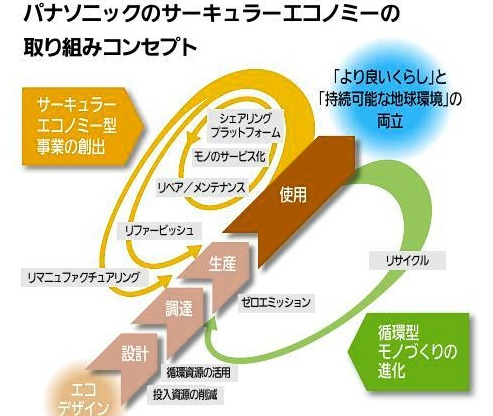 パナソニックのサーキュラーエコノミーの
取り組みコンセプト
「より良いくらし」と
「持続可能な地球環境」の
両立
サーキュラー
エコノミー型
事業の創出
シェアリング
プラットフォーム
モノのサービス化
リペア/メンテナンス
使用
リファービッシュ
生産
リサイクル
リマニュファクチュアリング
調達
ゼロエミッション
循環型
モノづくりの
進化
設計
循環資源の活用
投入資源の削減
エコ
デザイン